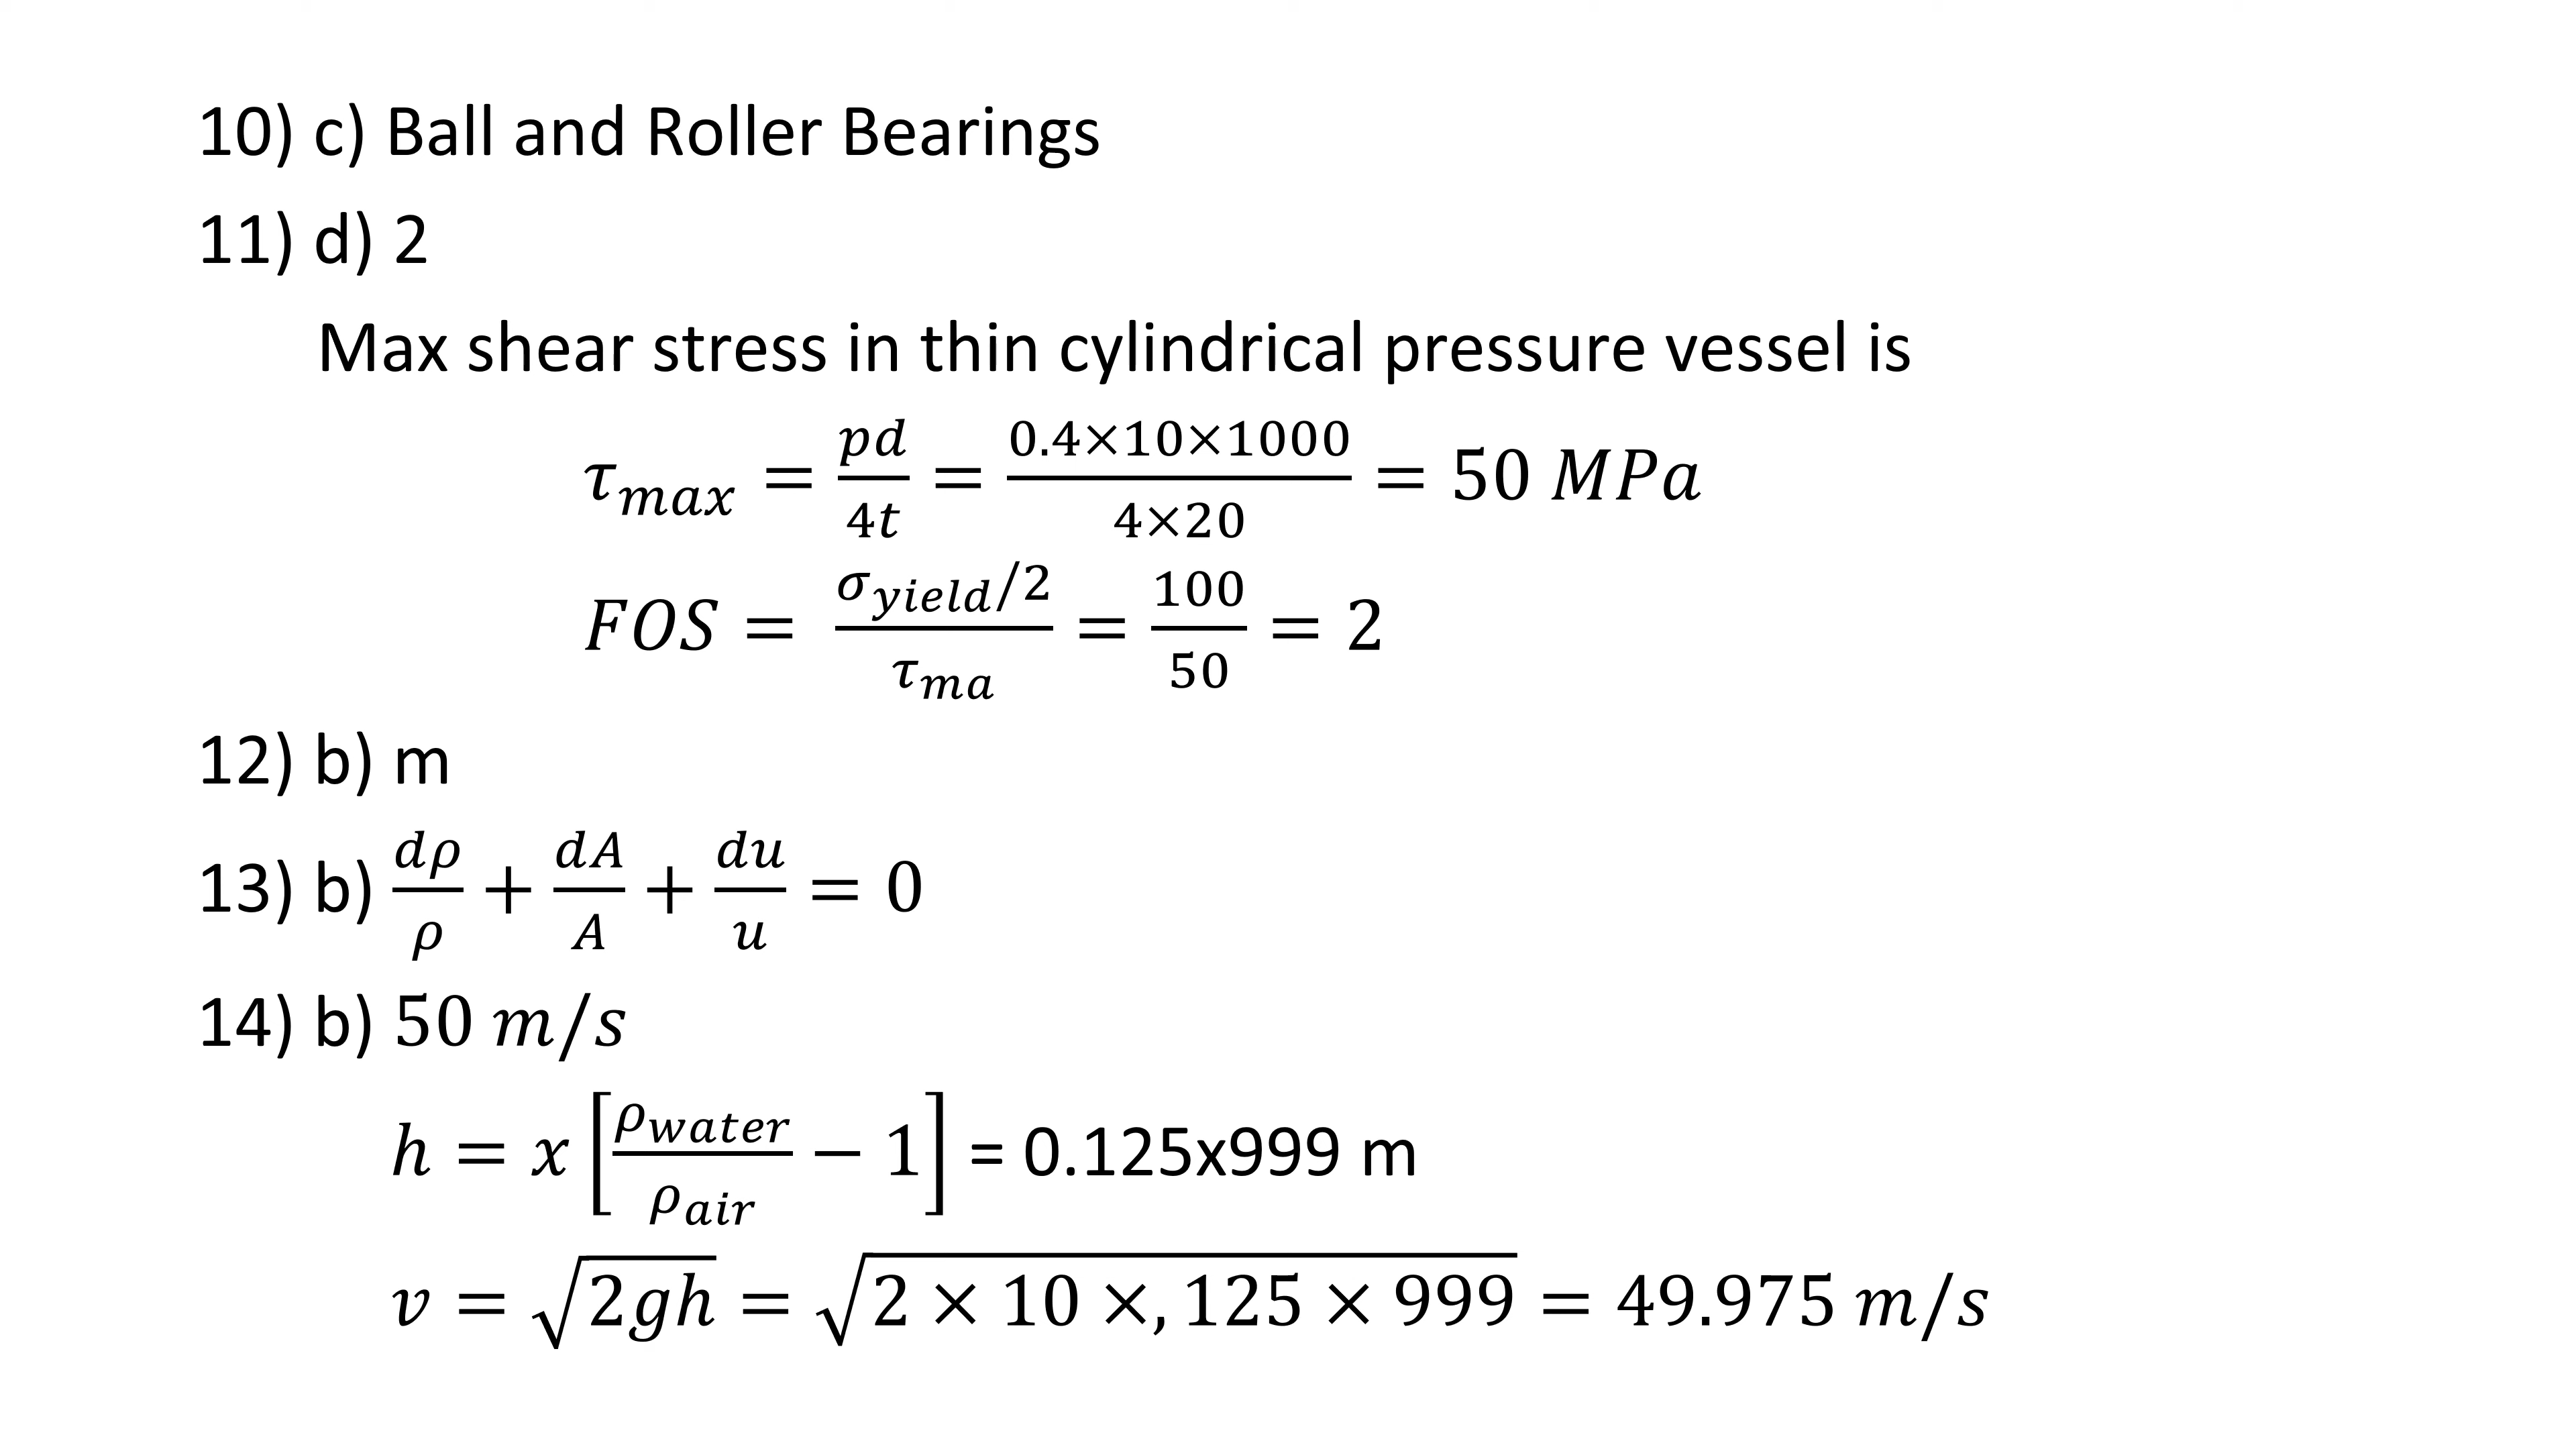 10) c) Ball and Roller Bearings
11) d) 2
Max shear stress in thin cylindrical pressure vessel is
τ_max = pd/4t = 0.4×10×1000/4×20 = 50 MPa
FOS = (σ_yield/2)/τ_ma = 100/50 = 2
12) b) m
13) b) dρ/ρ + dA/A + du/u = 0
14) b) 50 m/s
h = x [ρ_water/ρ_air − 1] = 0.125x999 m
v = √2gh = √2 × 10 ×, 125 × 999 = 49.975 m/s